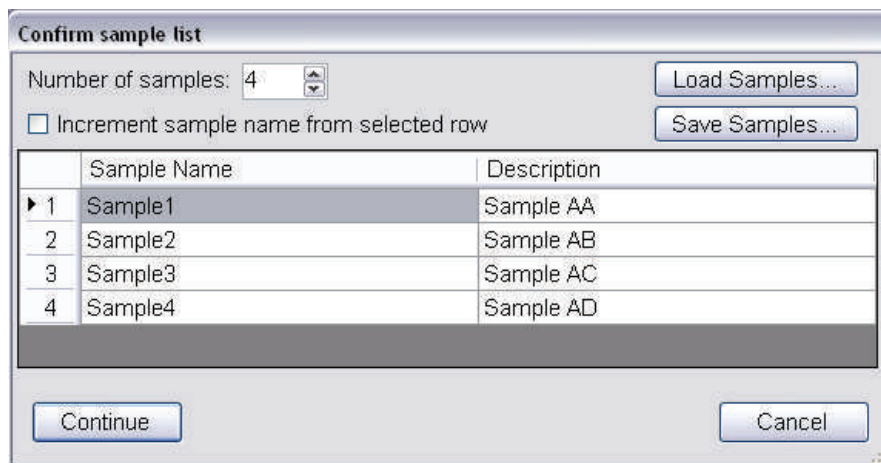 Confirm sample list
Number of samples: 4
Load Samples...
Increment sample name from selected row
Save Samples...
Sample Name Description
1 Sample1 Sample AA
2 Sample2 Sample AB
3 Sample3 Sample AC
4 Sample4 Sample AD
Continue Cancel